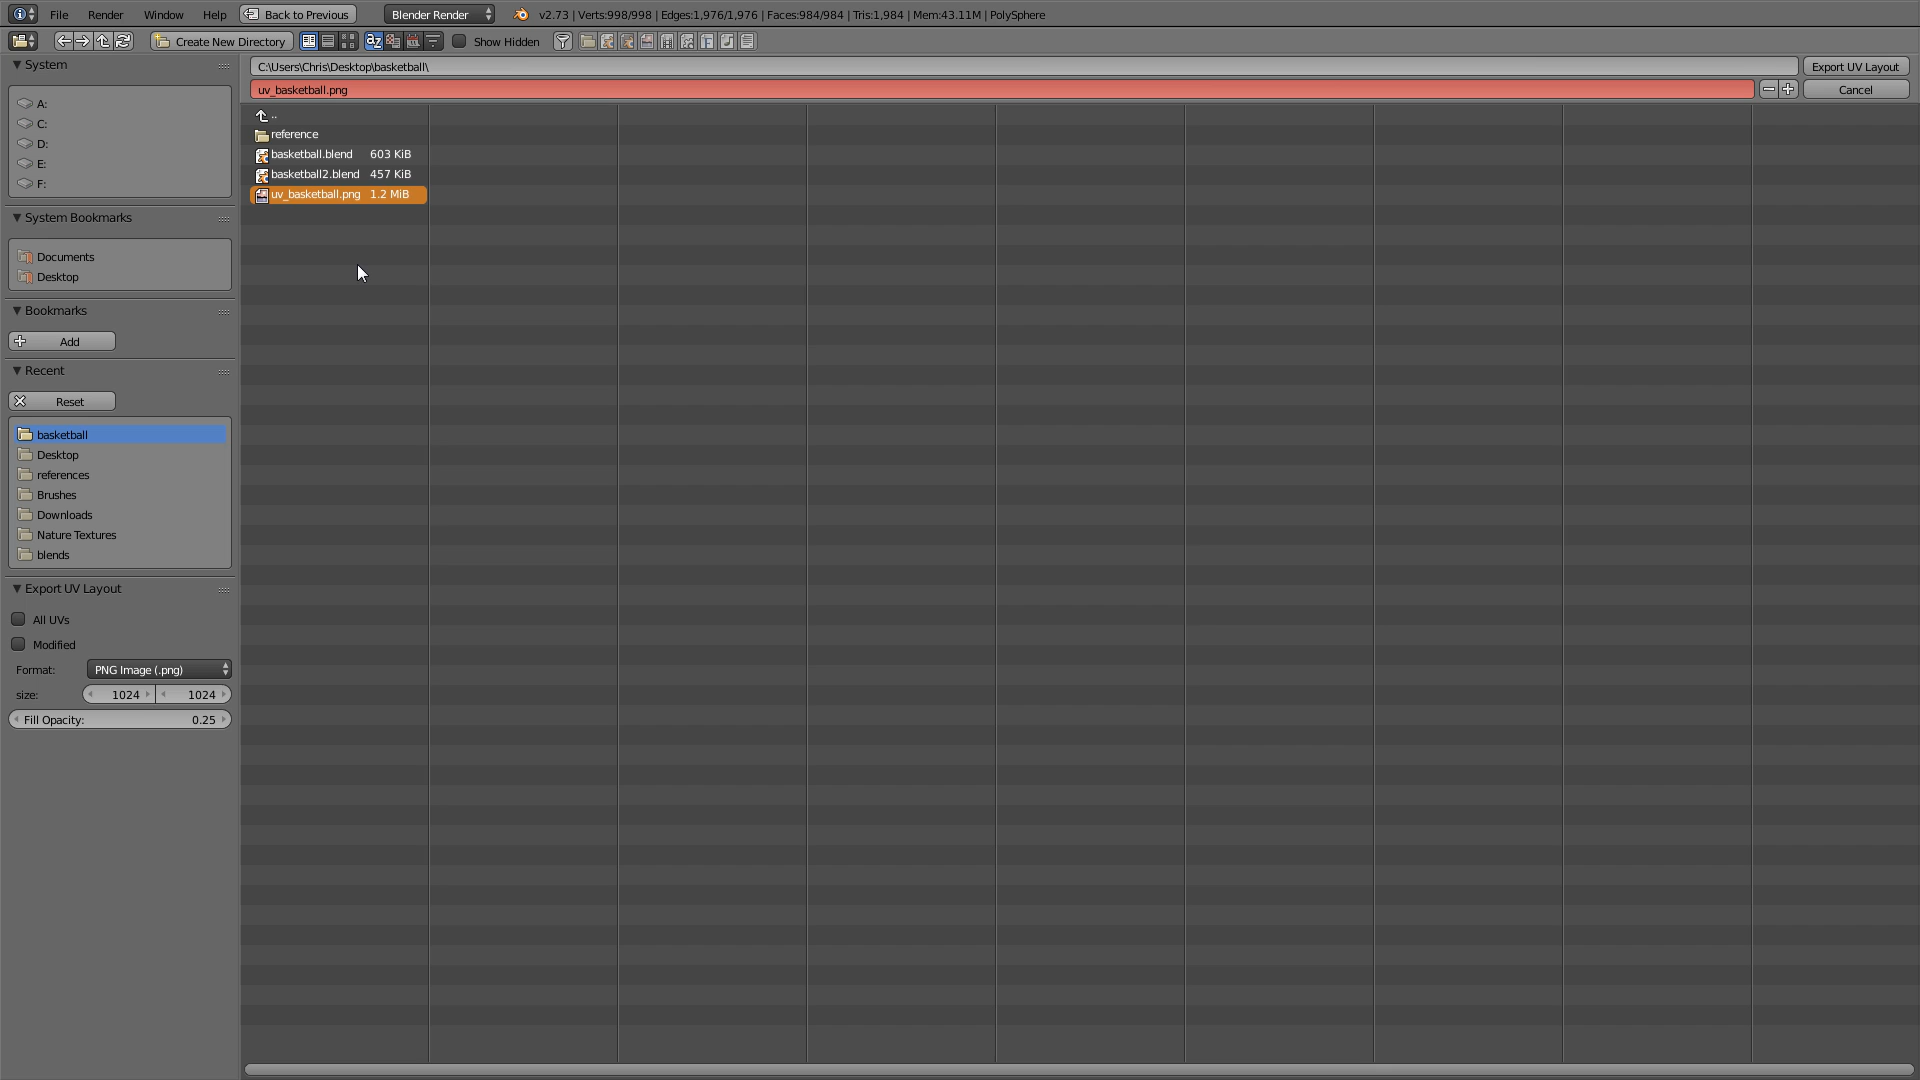 File Render Window Help Back to Previous Blender Render v2.73 | Verts:998/998 | Edges:1,976/1,976 | Faces:984/984 | Tris:1,984 | Mem:43.11M | PolySphere
Create New Directory Show Hidden
System
A:
C:
D:
E:
F:
System Bookmarks
Documents
Desktop
Bookmarks
Add
Recent
Reset
basketball
Desktop
references
Brushes
Downloads
Nature Textures
blends
Export UV Layout
All UVs
Modified
Format: PNG Image (.png)
size: 1024 1024
Fill Opacity: 0.25
C:\Users\Chris\Desktop\basketball\ Export UV Layout
uv_basketball.png Cancel
..
reference
basketball.blend 603 KiB
basketball2.blend 457 KiB
uv_basketball.png 1.2 MiB